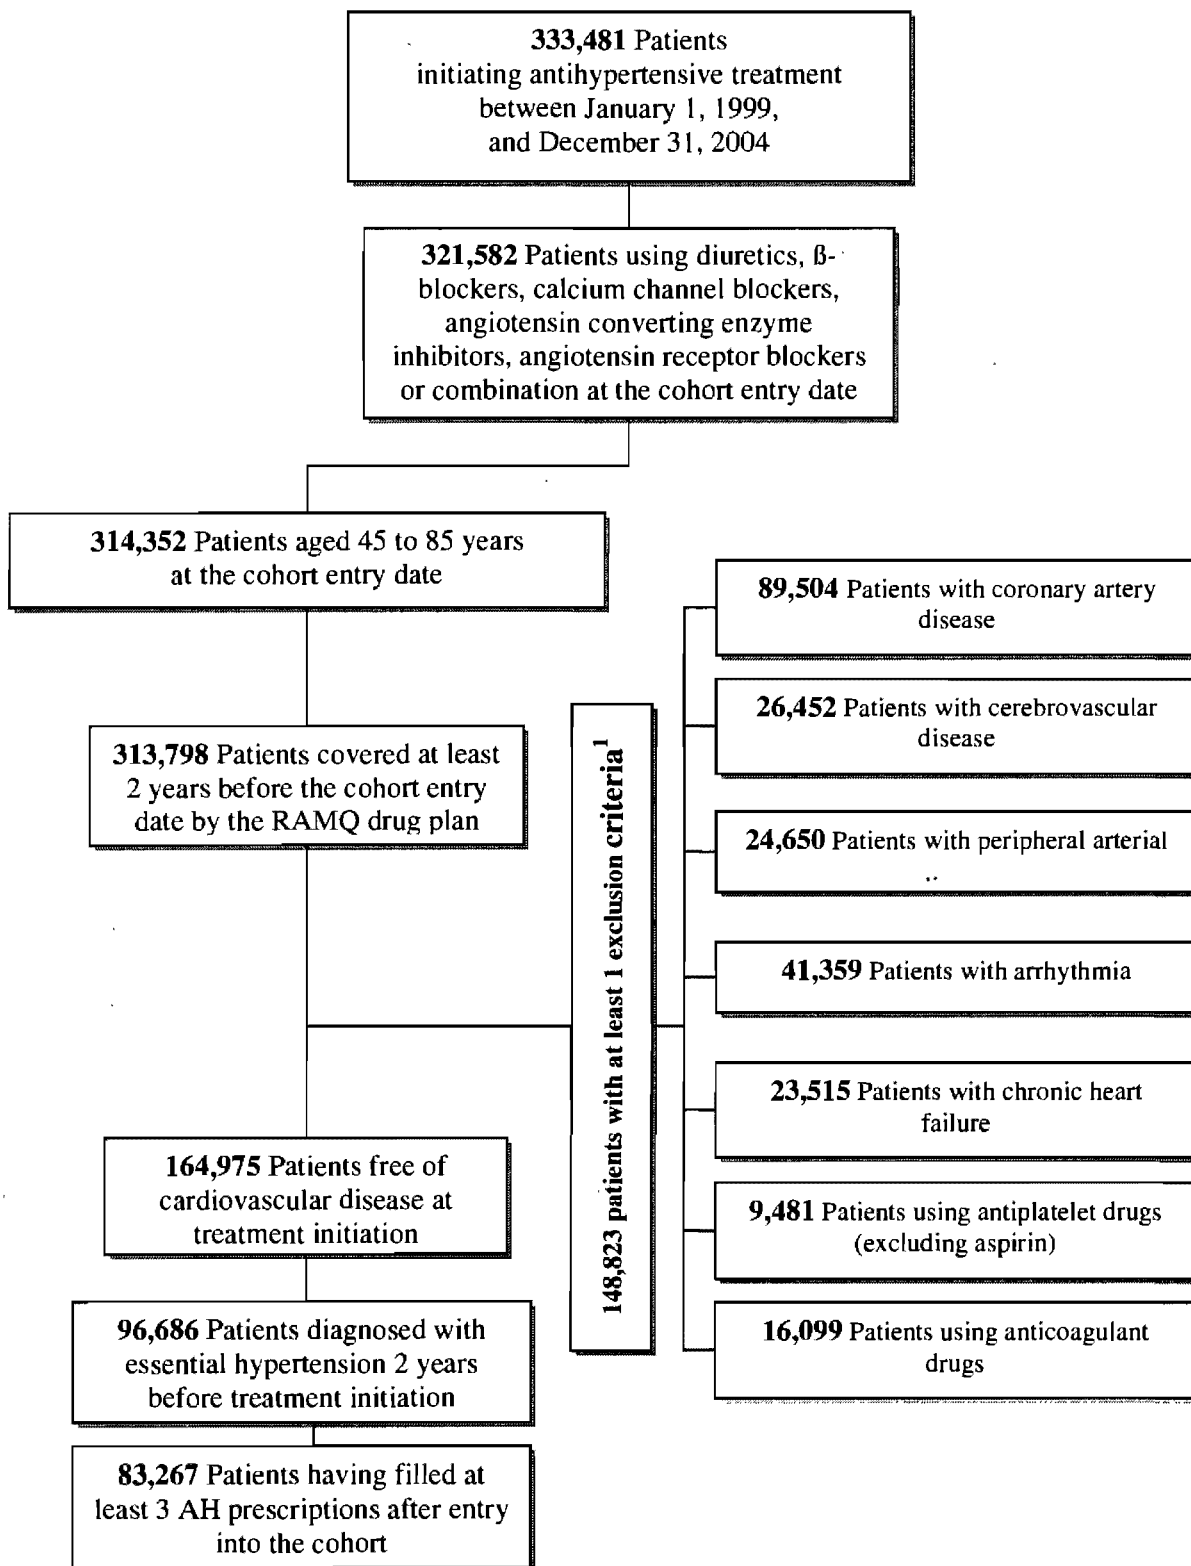 333,481 Patients
initiating antihypertensive treatment
between January 1, 1999,
and December 31, 2004
321,582 Patients using diuretics, ß-
blockers, calcium channel blockers,
angiotensin converting enzyme
inhibitors, angiotensin receptor blockers
or combination at the cohort entry date
314,352 Patients aged 45 to 85 years
at the cohort entry date
313,798 Patients covered at least
2 years before the cohort entry
date by the RAMQ drug plan
148,823 patients with at least 1 exclusion criteria1
89,504 Patients with coronary artery
disease
26,452 Patients with cerebrovascular
disease
24,650 Patients with peripheral arterial
41,359 Patients with arrhythmia
23,515 Patients with chronic heart
failure
9,481 Patients using antiplatelet drugs
(excluding aspirin)
16,099 Patients using anticoagulant
drugs
164,975 Patients free of
cardiovascular disease at
treatment initiation
96,686 Patients diagnosed with
essential hypertension 2 years
before treatment initiation
83,267 Patients having filled at
least 3 AH prescriptions after entry
into the cohort